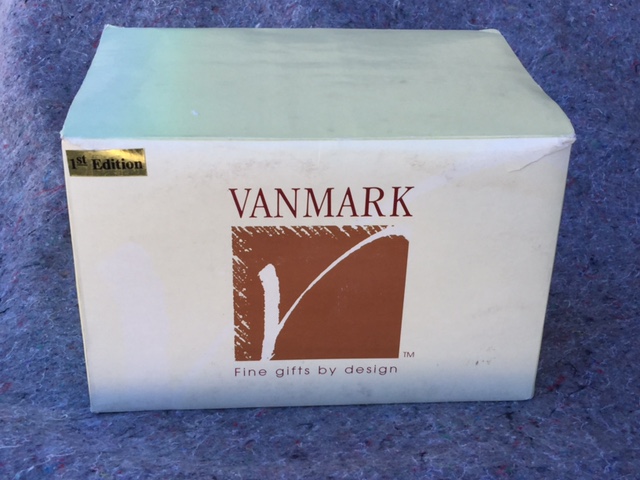 1st Edition
VANMARK
TM
Fine gifts by design